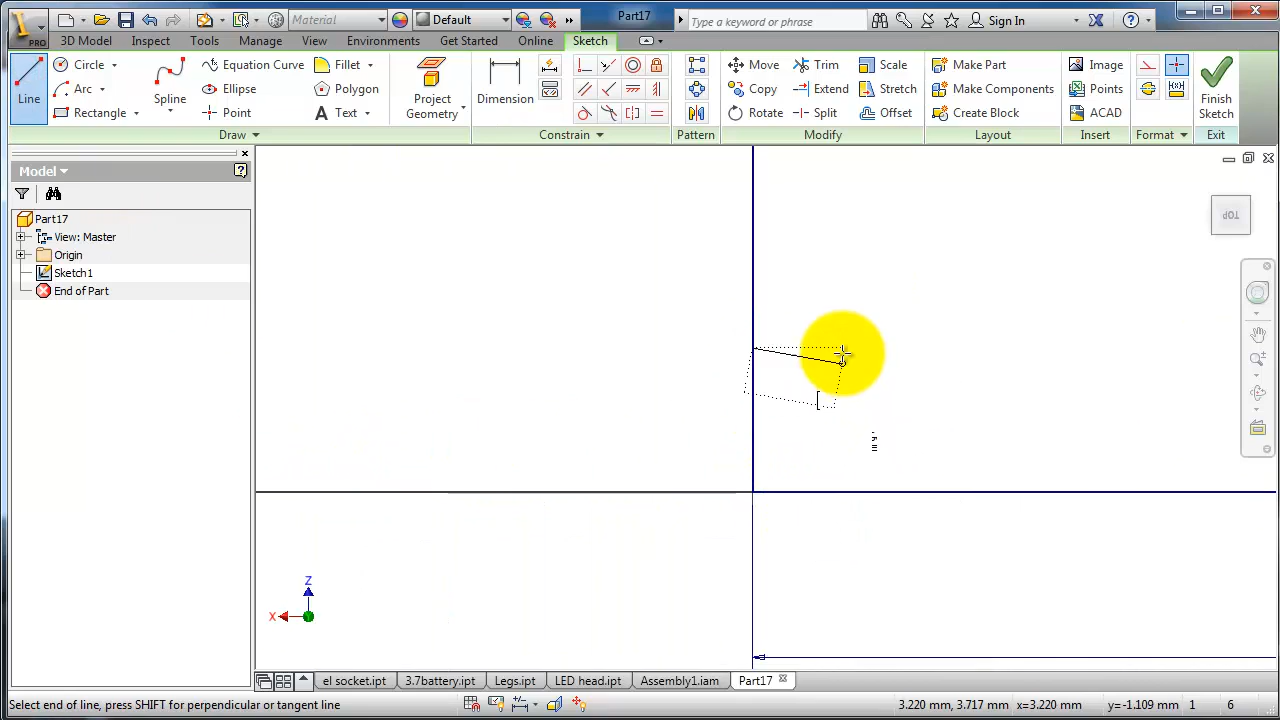 Material
Default
Part17
Type a keyword or phrase
Sign In
PRO
3D Model
Inspect
Tools
Manage
View
Environments
Get Started
Online
Sketch
Line
Circle
Arc
Rectangle
Spline
Equation Curve
Ellipse
Point
Fillet
Polygon
A Text
Project Geometry
Dimension
Move
Copy
Rotate
Trim
Extend
Split
Scale
Stretch
Offset
Make Part
Make Components
Create Block
Image
Points
ACAD
Finish Sketch
Draw
Constrain
Pattern
Modify
Layout
Insert
Format
Exit
Model
Part17
View: Master
Origin
Sketch1
End of Part
TOP
Z
X
el socket.ipt
3.7battery.ipt
Legs.ipt
LED head.ipt
Assembly1.iam
Part17
Select end of line, press SHIFT for perpendicular or tangent line
3.220 mm, 3.717 mm
x=3.220 mm
y=-1.109 mm
1
6